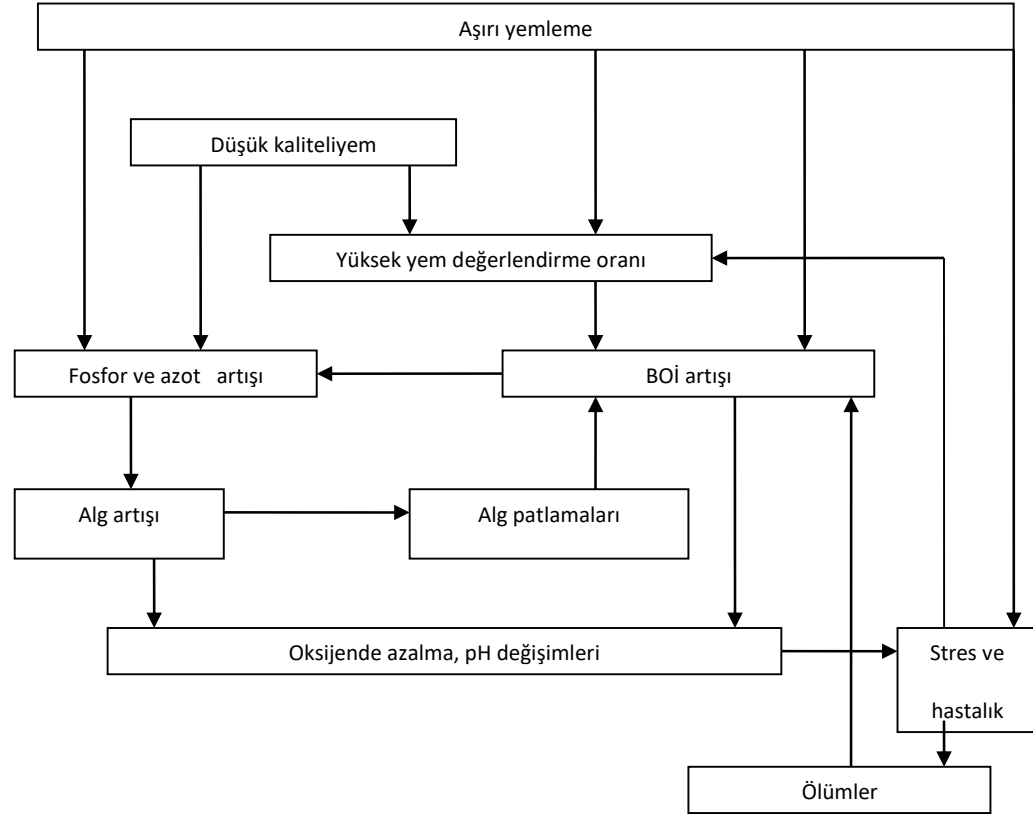 Aşırı yemleme
Düşük kaliteliyem
Yüksek yem değerlendirme oranı
Fosfor ve azot   artışı
BOİ artışı
Alg artışı
Alg patlamaları
Oksijende azalma, pH değişimleri
Stres ve
hastalık
Ölümler